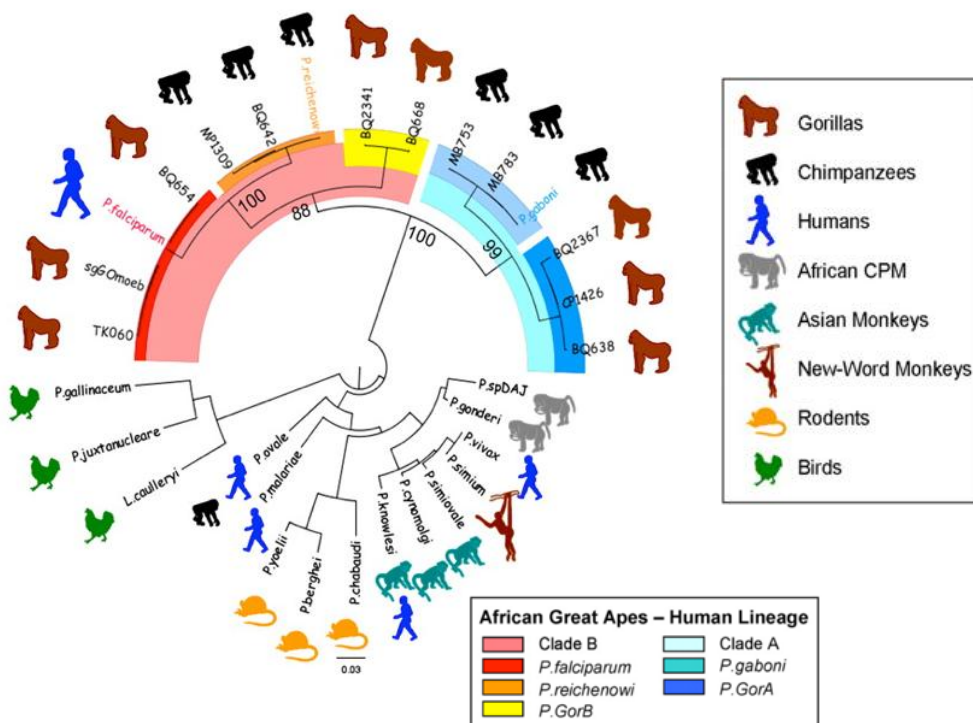 P.reichenowi
BQ2341
BQ668
BQ642
MP1309
MB753
MB783
P.gaboni
BQ654
100
88
P.falciparum
100
99
BQ2367
sgGOmoeb
CP1426
TK060
BQ638
P.gallinaceum
P.juxtanucleare
L.caulleryi
P.ovale
P.malariae
P.yoelii
P.berghei
P.chabaudi
P.knowlesi
P.cynomolgi
P.simiovale
P.simium
P.vivax
P.gonderi
P.spDAJ
0.03
Gorillas
Chimpanzees
Humans
African CPM
Asian Monkeys
New-Word Monkeys
Rodents
Birds
African Great Apes – Human Lineage
Clade B
P.falciparum
P.reichenowi
P.GorB
Clade A
P.gaboni
P.GorA